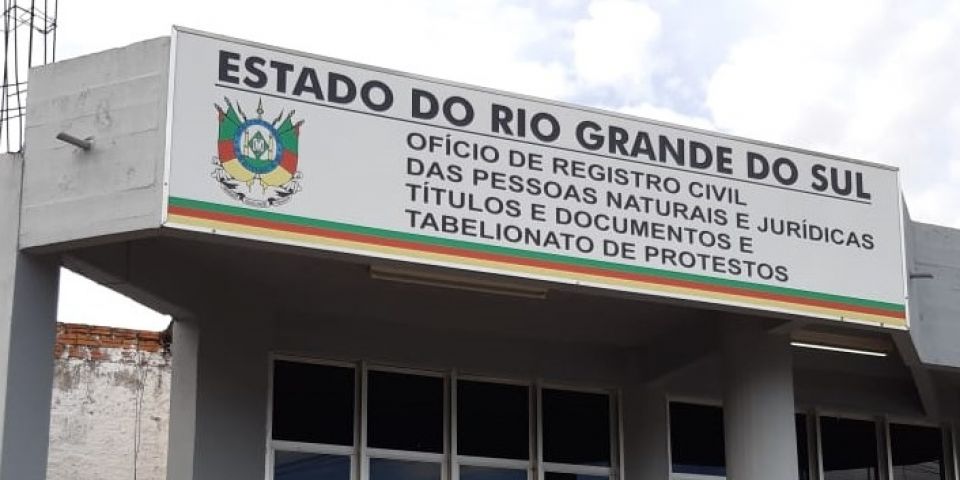 ESTADO DO RIO GRANDE DO SUL
OFÍCIO DE REGISTRO CIVIL
DAS PESSOAS NATURAIS E JURÍDICAS
TÍTULOS E DOCUMENTOS E
TABELIONATO DE PROTESTOS